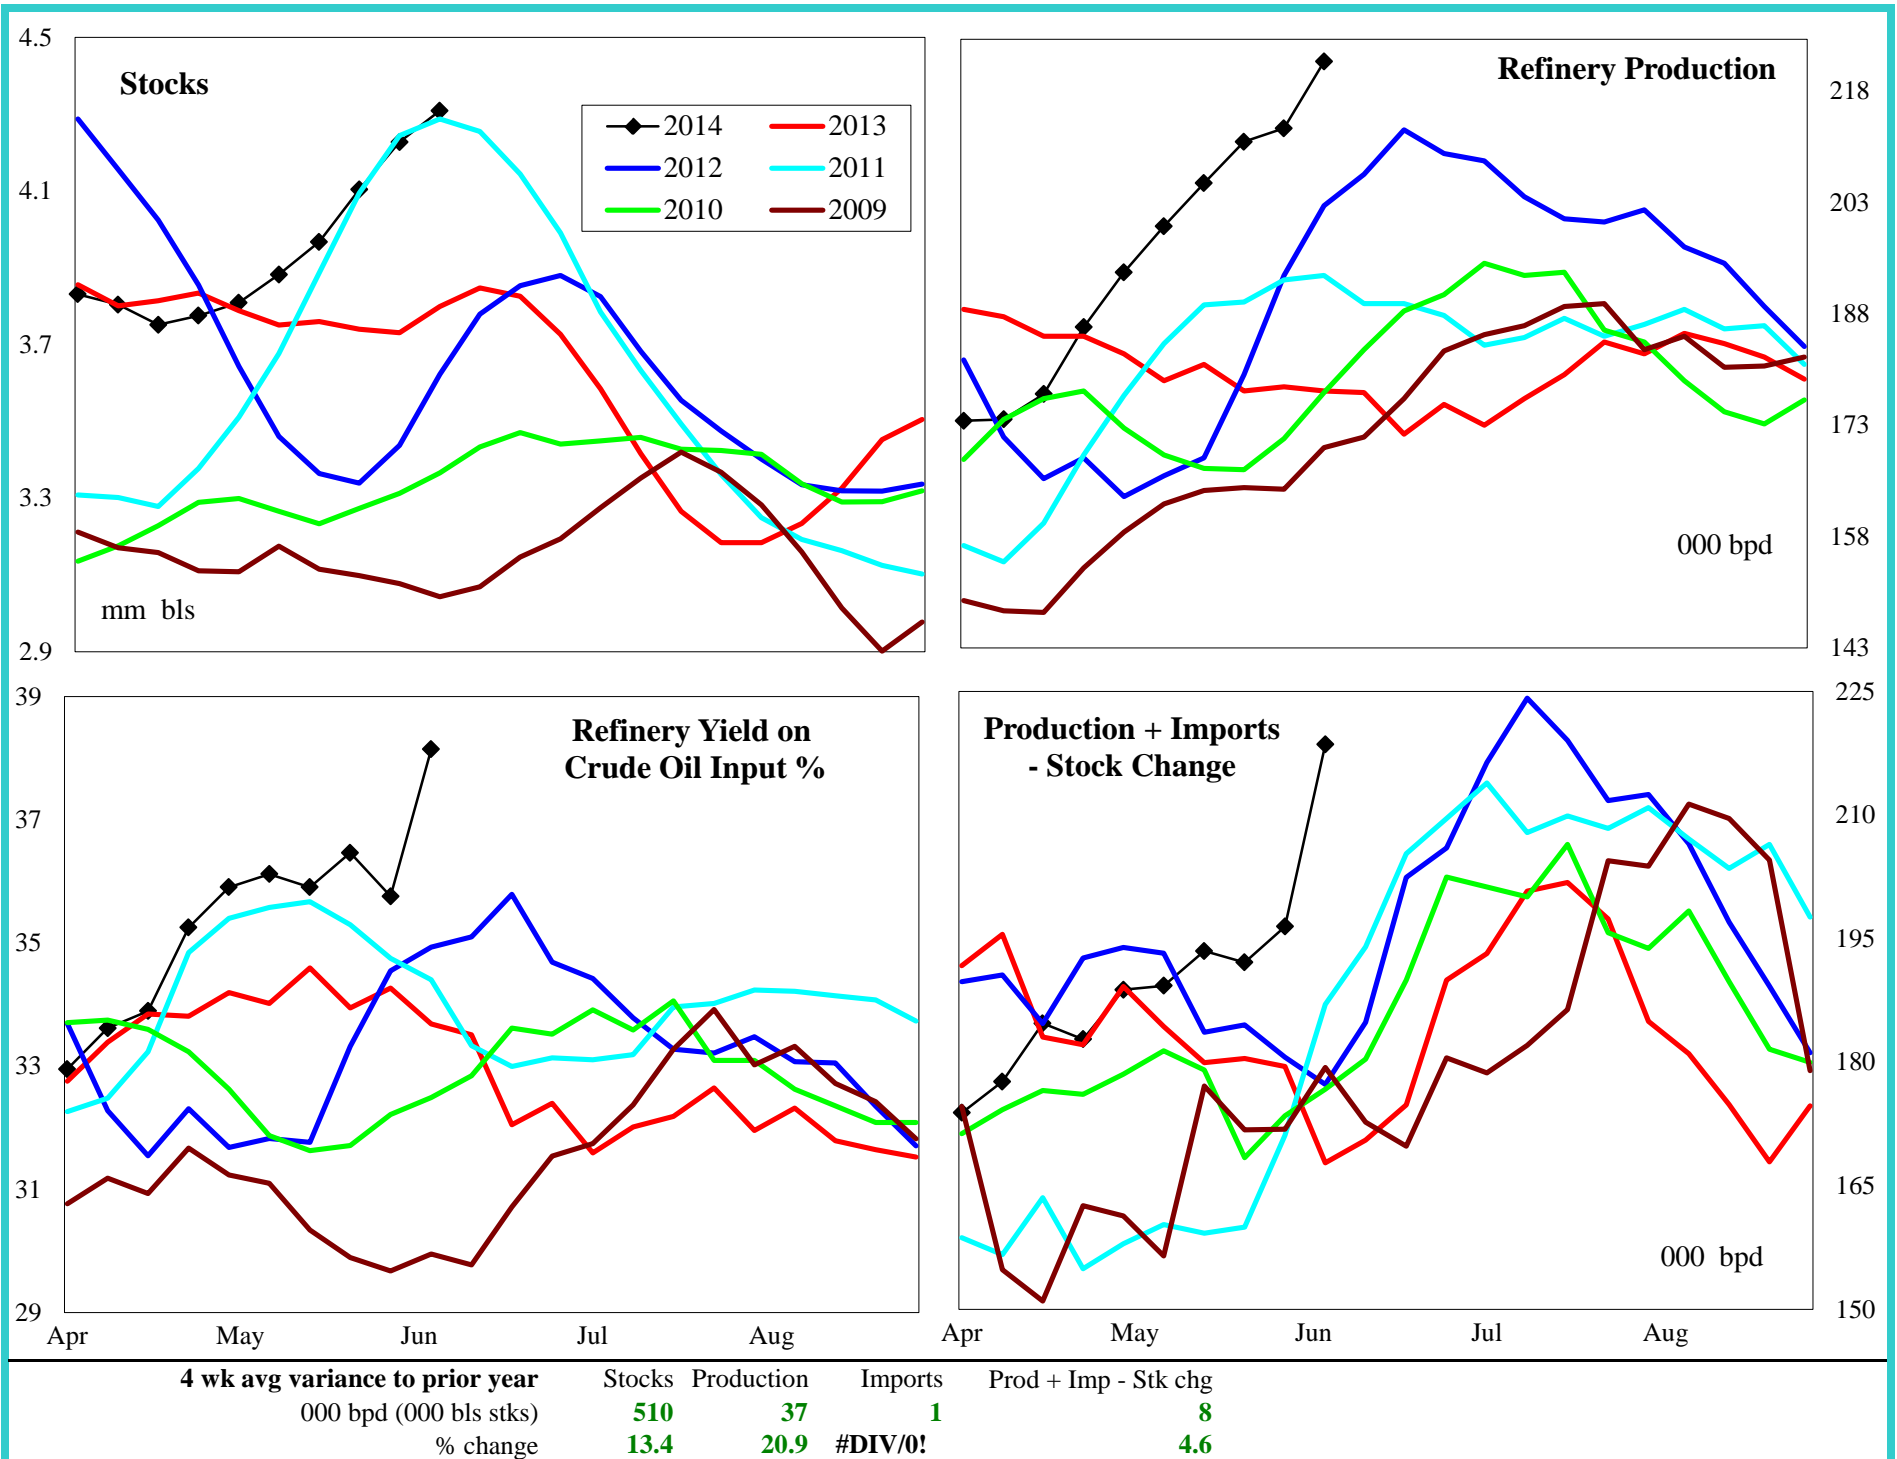 4.5
4.1
3.7
3.3
2.9
Stocks
2014 2013
2012 2011
2010 2009
mm bls
Refinery Production
000 bpd
218
203
188
173
158
143
39
37
35
33
31
29
Refinery Yield on
Crude Oil Input %
Apr May Jun Jul Aug
Production + Imports
- Stock Change
000 bpd
225
210
195
180
165
150
Apr May Jun Jul Aug
4 wk avg variance to prior year Stocks Production Imports Prod + Imp - Stk chg
000 bpd (000 bls stks) 510 37 1 8
% change 13.4 20.9 #DIV/0! 4.6